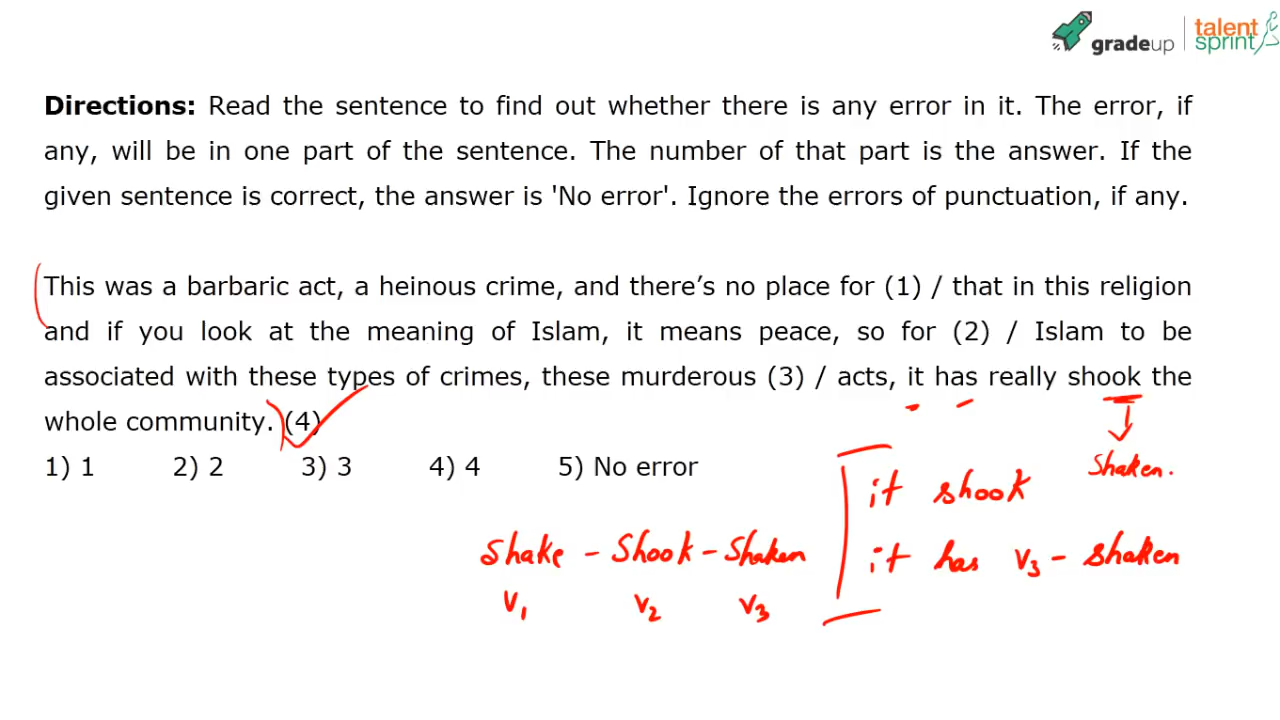 gradeup
talent
sprint
Directions: Read the sentence to find out whether there is any error in it. The error, if
any, will be in one part of the sentence. The number of that part is the answer. If the
given sentence is correct, the answer is 'No error'. Ignore the errors of punctuation, if any.
This was a barbaric act, a heinous crime, and there’s no place for (1) / that in this religion
and if you look at the meaning of Islam, it means peace, so for (2) / Islam to be
associated with these types of crimes, these murderous (3) / acts, it has really shook the
whole community. (4)
1) 1 2) 2 3) 3 4) 4 5) No error
Shaken.
it shook
Shake - Shook - Shaken
it has V3 - shaken
V1 V2 V3